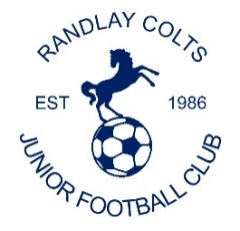 RANDLAY COLTS
EST 1986
JUNIOR FOOTBALL CLUB